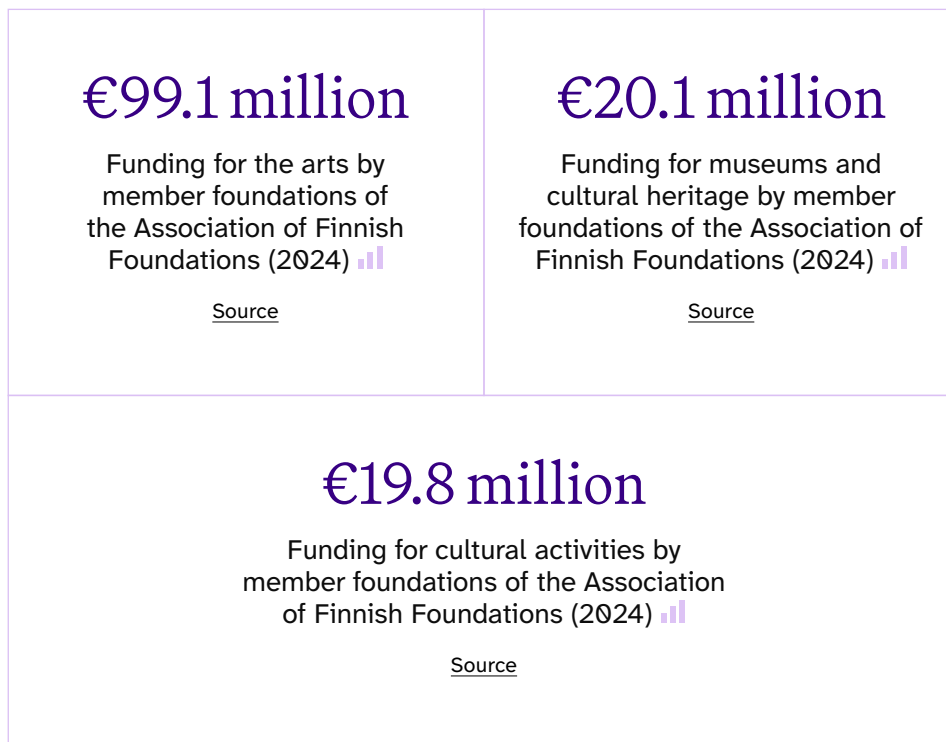 €99.1 million
Funding for the arts by
member foundations of
the Association of Finnish
Foundations (2024)
Source
€20.1 million
Funding for museums and
cultural heritage by member
foundations of the Association of
Finnish Foundations (2024)
Source
€19.8 million
Funding for cultural activities by
member foundations of the Association
of Finnish Foundations (2024)
Source